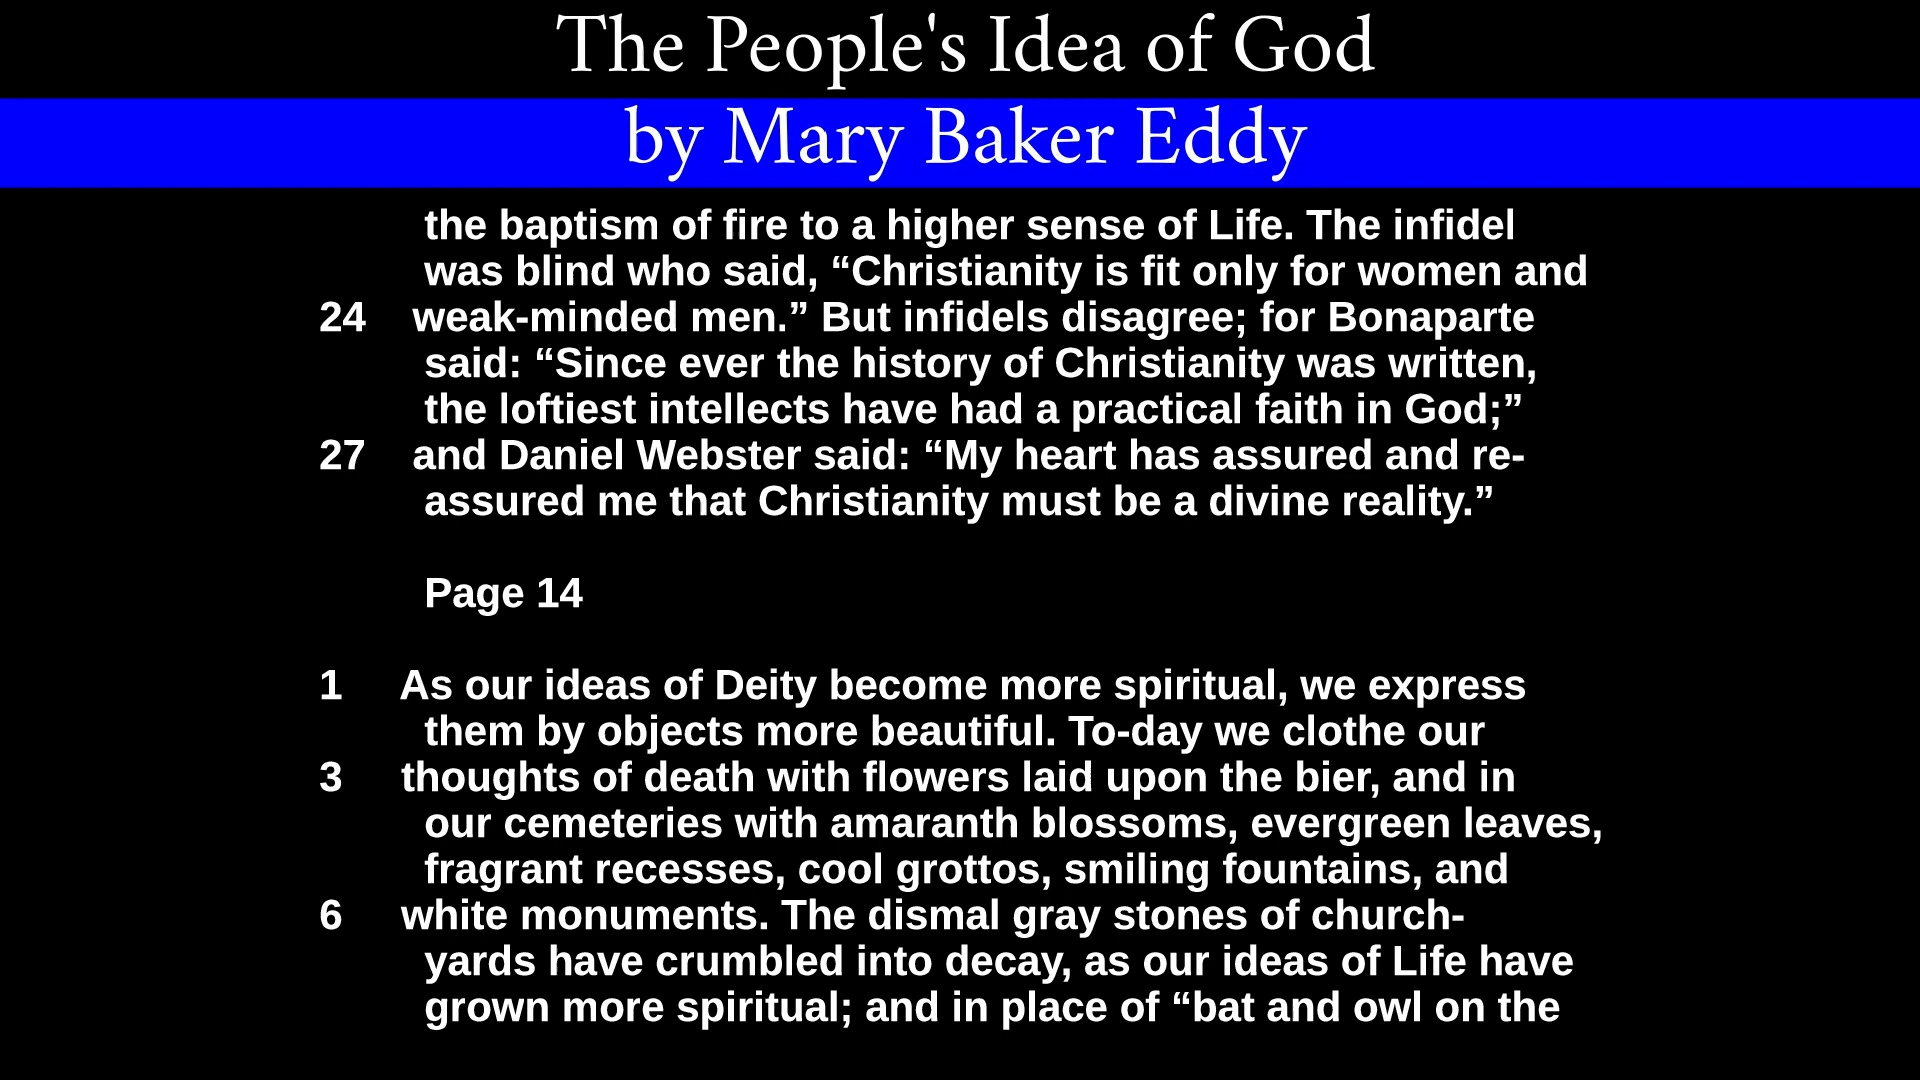 The People's Idea of God
by Mary Baker Eddy
the baptism of fire to a higher sense of Life. The infidel
was blind who said, “Christianity is fit only for women and
24 weak-minded men.” But infidels disagree; for Bonaparte
said: “Since ever the history of Christianity was written,
the loftiest intellects have had a practical faith in God;”
27 and Daniel Webster said: “My heart has assured and re-
assured me that Christianity must be a divine reality.”
Page 14
1 As our ideas of Deity become more spiritual, we express
them by objects more beautiful. To-day we clothe our
3 thoughts of death with flowers laid upon the bier, and in
our cemeteries with amaranth blossoms, evergreen leaves,
fragrant recesses, cool grottos, smiling fountains, and
6 white monuments. The dismal gray stones of church-
yards have crumbled into decay, as our ideas of Life have
grown more spiritual; and in place of “bat and owl on the